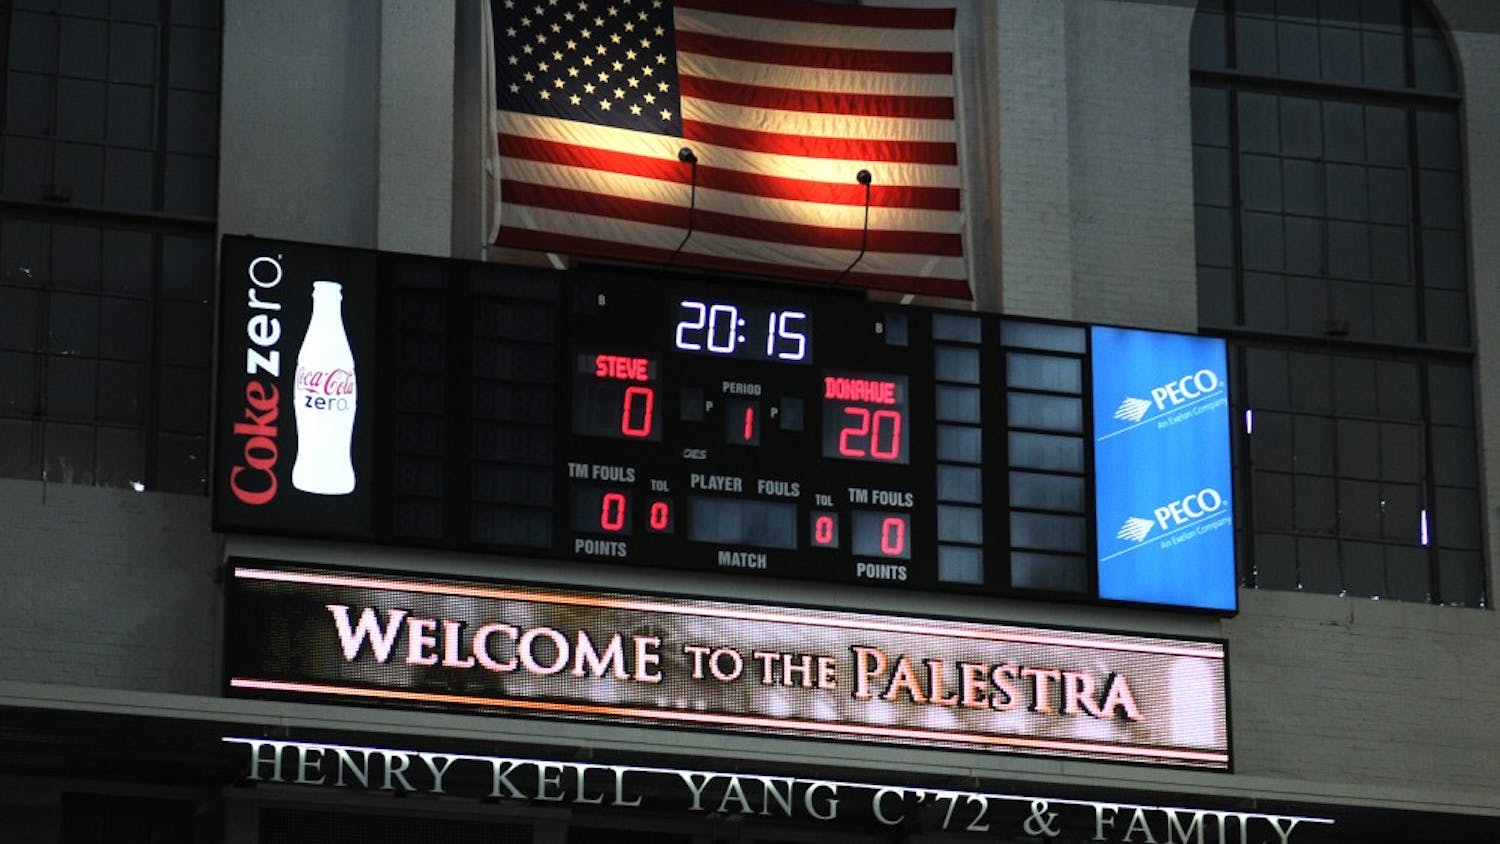 Coke zero
Coca-Cola
zero
B
20:15
B
STEVE
0
PERIOD
P
1
P
DONAHUE
20
PECO
An Exelon Company
TM FOULS
0
TOL
0
POINTS
PLAYER FOULS
MATCH
TOL
0
TM FOULS
0
POINTS
PECO
An Exelon Company
WELCOME TO THE PALESTRA
HENRY KELL YANG C'72 & FAMILY